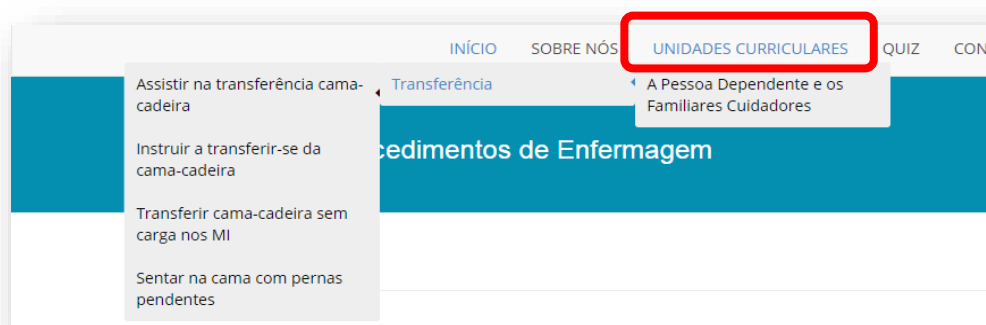 INÍCIO SOBRE NÓS UNIDADES CURRICULARES QUIZ CON
Assistir na transferência cama-
cadeira
Instruir a transferir-se da
cama-cadeira
Transferir cama-cadeira sem
carga nos MI
Sentar na cama com pernas
pendentes
Transferência
A Pessoa Dependente e os
Familiares Cuidadores
cedimentos de Enfermagem